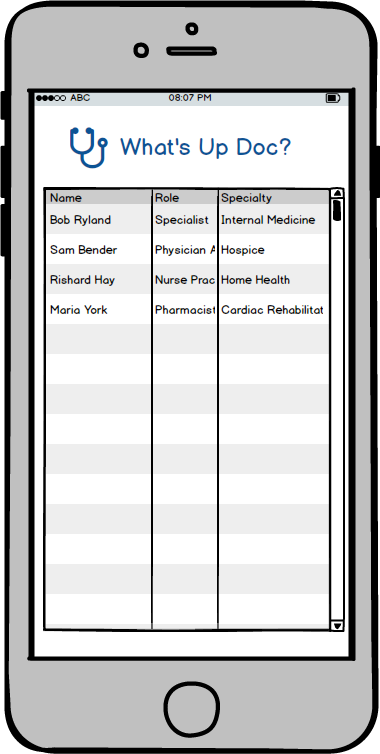 ABC 08:07 PM
What's Up Doc?
Name Role Specialty
Bob Ryland Specialist Internal Medicine
Sam Bender Physician A Hospice
Rishard Hay Nurse Prac Home Health
Maria York Pharmacist Cardiac Rehabilitat